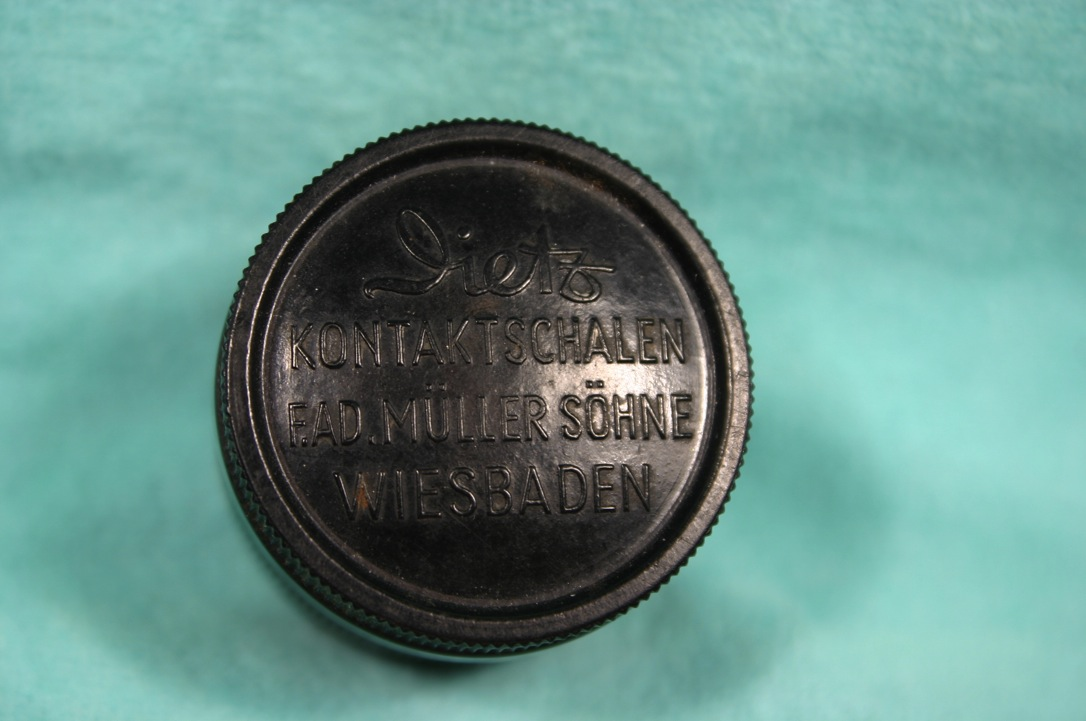 Dietz
KONTAKTSCHALEN
F.AD.MÜLLER SÖHNE
WIESBADEN